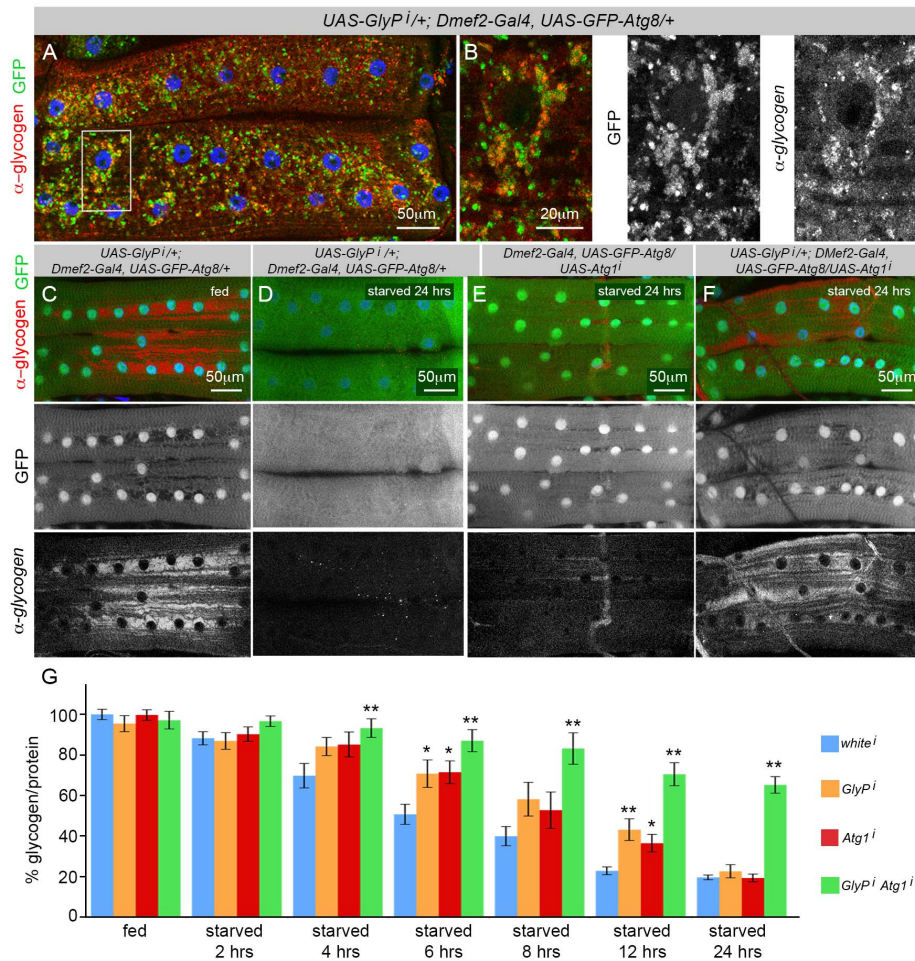 UAS-GlyP i/+; Dmef2-Gal4, UAS-GFP-Atg8/+
α-glycogen GFP
A
50μm
B
20μm
GFP
α-glycogen
UAS-GlyP i/+;
Dmef2-Gal4, UAS-GFP-Atg8/+
UAS-GlyP i/+;
Dmef2-Gal4, UAS-GFP-Atg8/+
Dmef2-Gal4, UAS-GFP-Atg8/
UAS-Atg1 i
UAS-GlyP i/+; DMef2-Gal4,
UAS-GFP-Atg8/UAS-Atg1 i
α-glycogen GFP
C
fed
50μm
D
starved 24 hrs
50μm
E
starved 24 hrs
50μm
F
starved 24 hrs
50μm
GFP
α-glycogen
G
% glycogen/protein
100
80
60
40
20
0
** ** ** ** **
* * ** *
fed
starved
2 hrs
starved
4 hrs
starved
6 hrs
starved
8 hrs
starved
12 hrs
starved
24 hrs
white i
GlyP i
Atg1 i
GlyP i Atg1 i